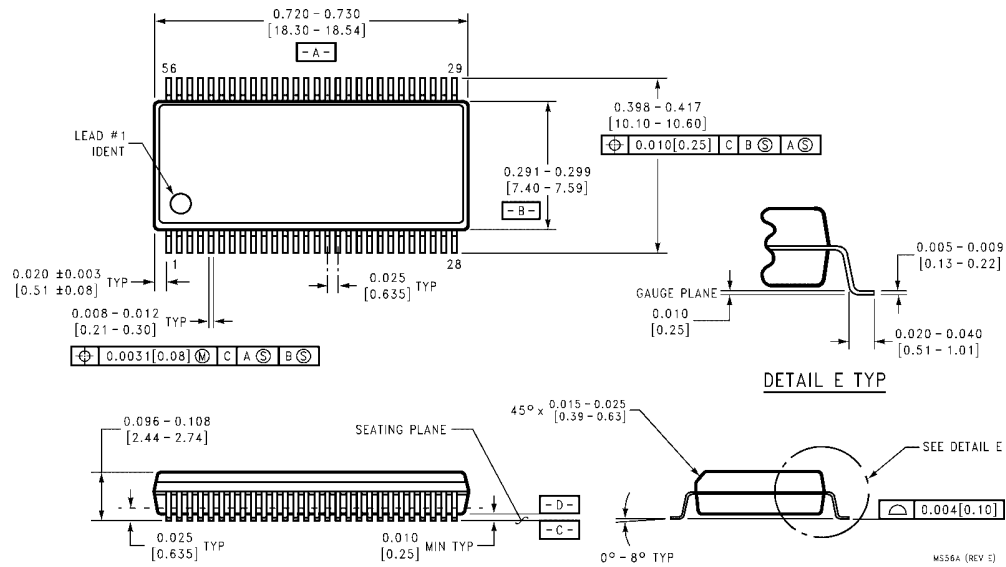 0.720 – 0.730
[18.30 – 18.54]
- A -
56
29
LEAD #1
IDENT
0.398 – 0.417
[10.10 – 10.60]
⌖ 0.010[0.25] C B Ⓢ A Ⓢ
0.291 – 0.299
[7.40 – 7.59]
- B -
1
28
0.020 ±0.003
[0.51 ±0.08] TYP
0.025
[0.635] TYP
0.008 – 0.012
[0.21 – 0.30] TYP
⌖ 0.0031[0.08] Ⓜ C A Ⓢ B Ⓢ
0.005 – 0.009
[0.13 – 0.22]
GAUGE PLANE
0.010
[0.25]
0.020 – 0.040
[0.51 – 1.01]
DETAIL E TYP
0.096 – 0.108
[2.44 – 2.74]
SEATING PLANE
45° x 0.015 – 0.025
[0.39 – 0.63]
SEE DETAIL E
- D -
- C -
0.025
[0.635] TYP
0.010
[0.25] MIN TYP
0° – 8° TYP
⌓ 0.004[0.10]
MS56A (REV E)